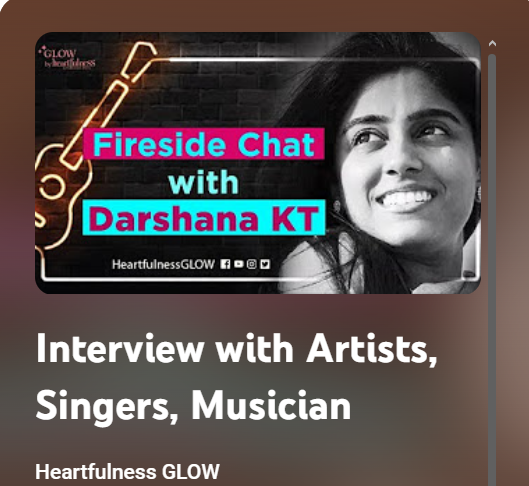 GLOW
by heartfulness
Fireside Chat
with
Darshana KT
HeartfulnessGLOW
Interview with Artists,
Singers, Musician
Heartfulness GLOW